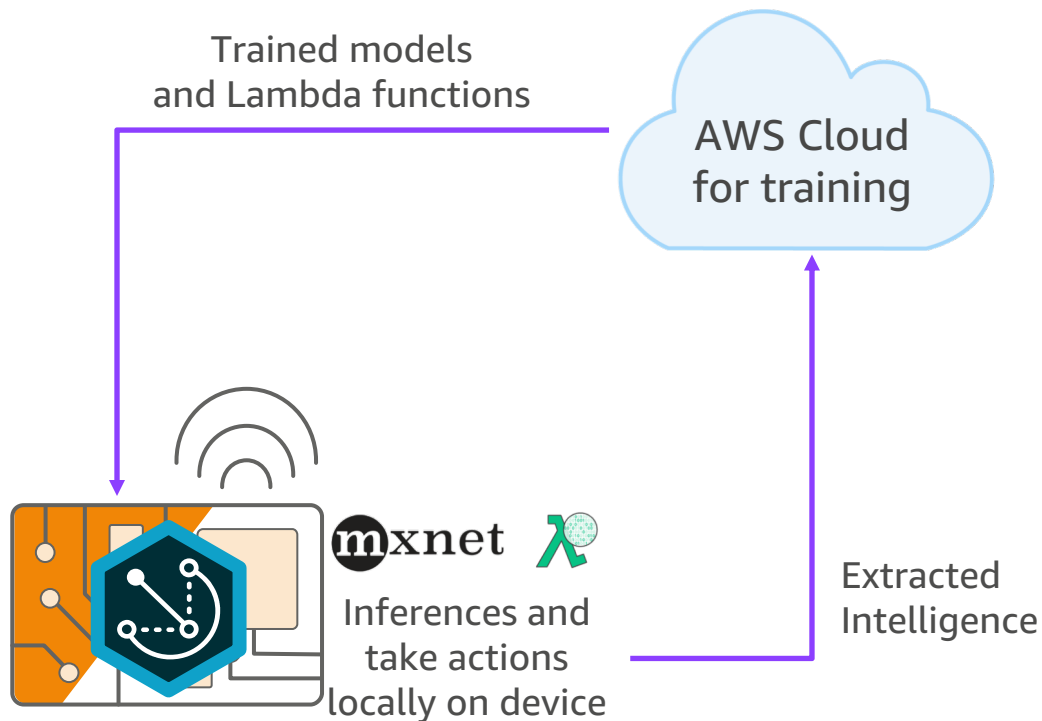 Trained models
and Lambda functions
AWS Cloud
for training
mxnet
Inferences and
take actions
locally on device
Extracted
Intelligence